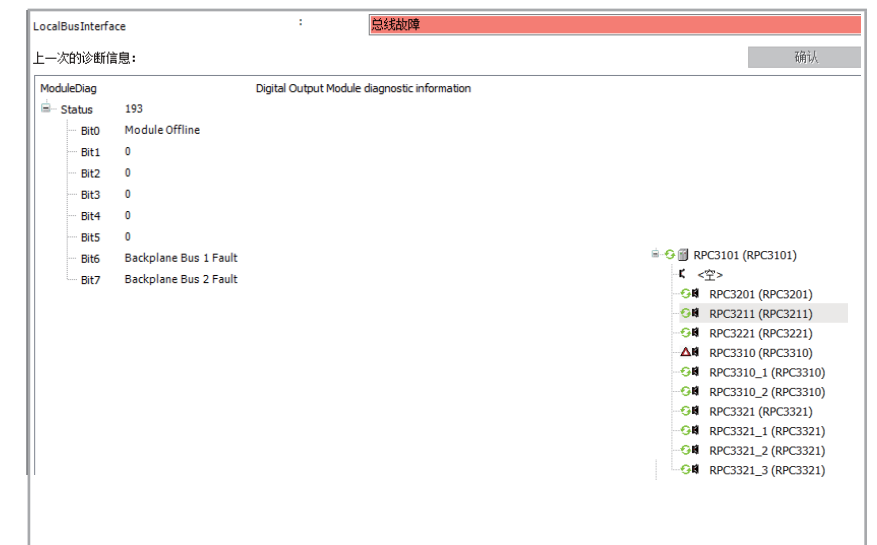 LocalBusInterface : 总线故障
上一次的诊断信息: 确认
ModuleDiag Digital Output Module diagnostic information
Status 193
Bit0 Module Offline
Bit1 0
Bit2 0
Bit3 0
Bit4 0
Bit5 0
Bit6 Backplane Bus 1 Fault
Bit7 Backplane Bus 2 Fault
RPC3101 (RPC3101)
<空>
RPC3201 (RPC3201)
RPC3211 (RPC3211)
RPC3221 (RPC3221)
RPC3310 (RPC3310)
RPC3310_1 (RPC3310)
RPC3310_2 (RPC3310)
RPC3321 (RPC3321)
RPC3321_1 (RPC3321)
RPC3321_2 (RPC3321)
RPC3321_3 (RPC3321)